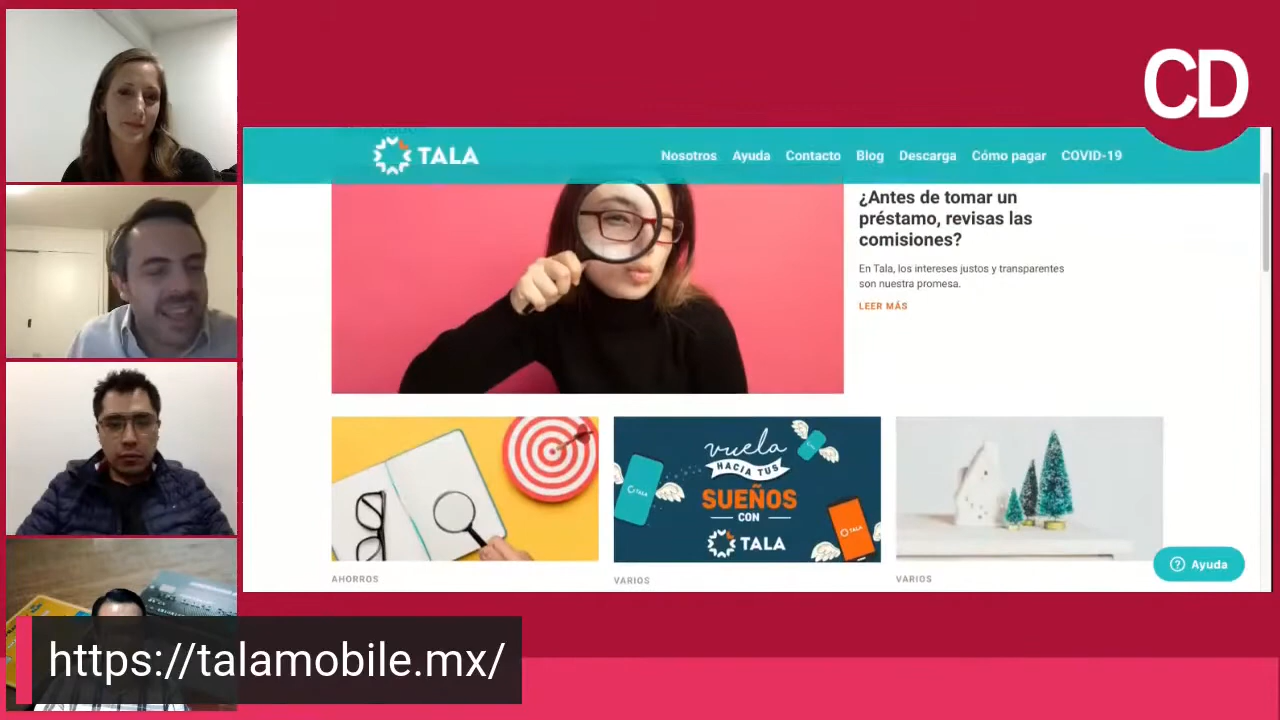 CD
TALA
Nosotros
Ayuda
Contacto
Blog
Descarga
Cómo pagar
COVID-19
¿Antes de tomar un
préstamo, revisas las
comisiones?
En Tala, los intereses justos y transparentes
son nuestra promesa.
LEER MÁS
vuela
HACIA TUS
SUEÑOS
CON
TALA
TALA
TALA
AHORROS
VARIOS
VARIOS
Ayuda
https://talamobile.mx/